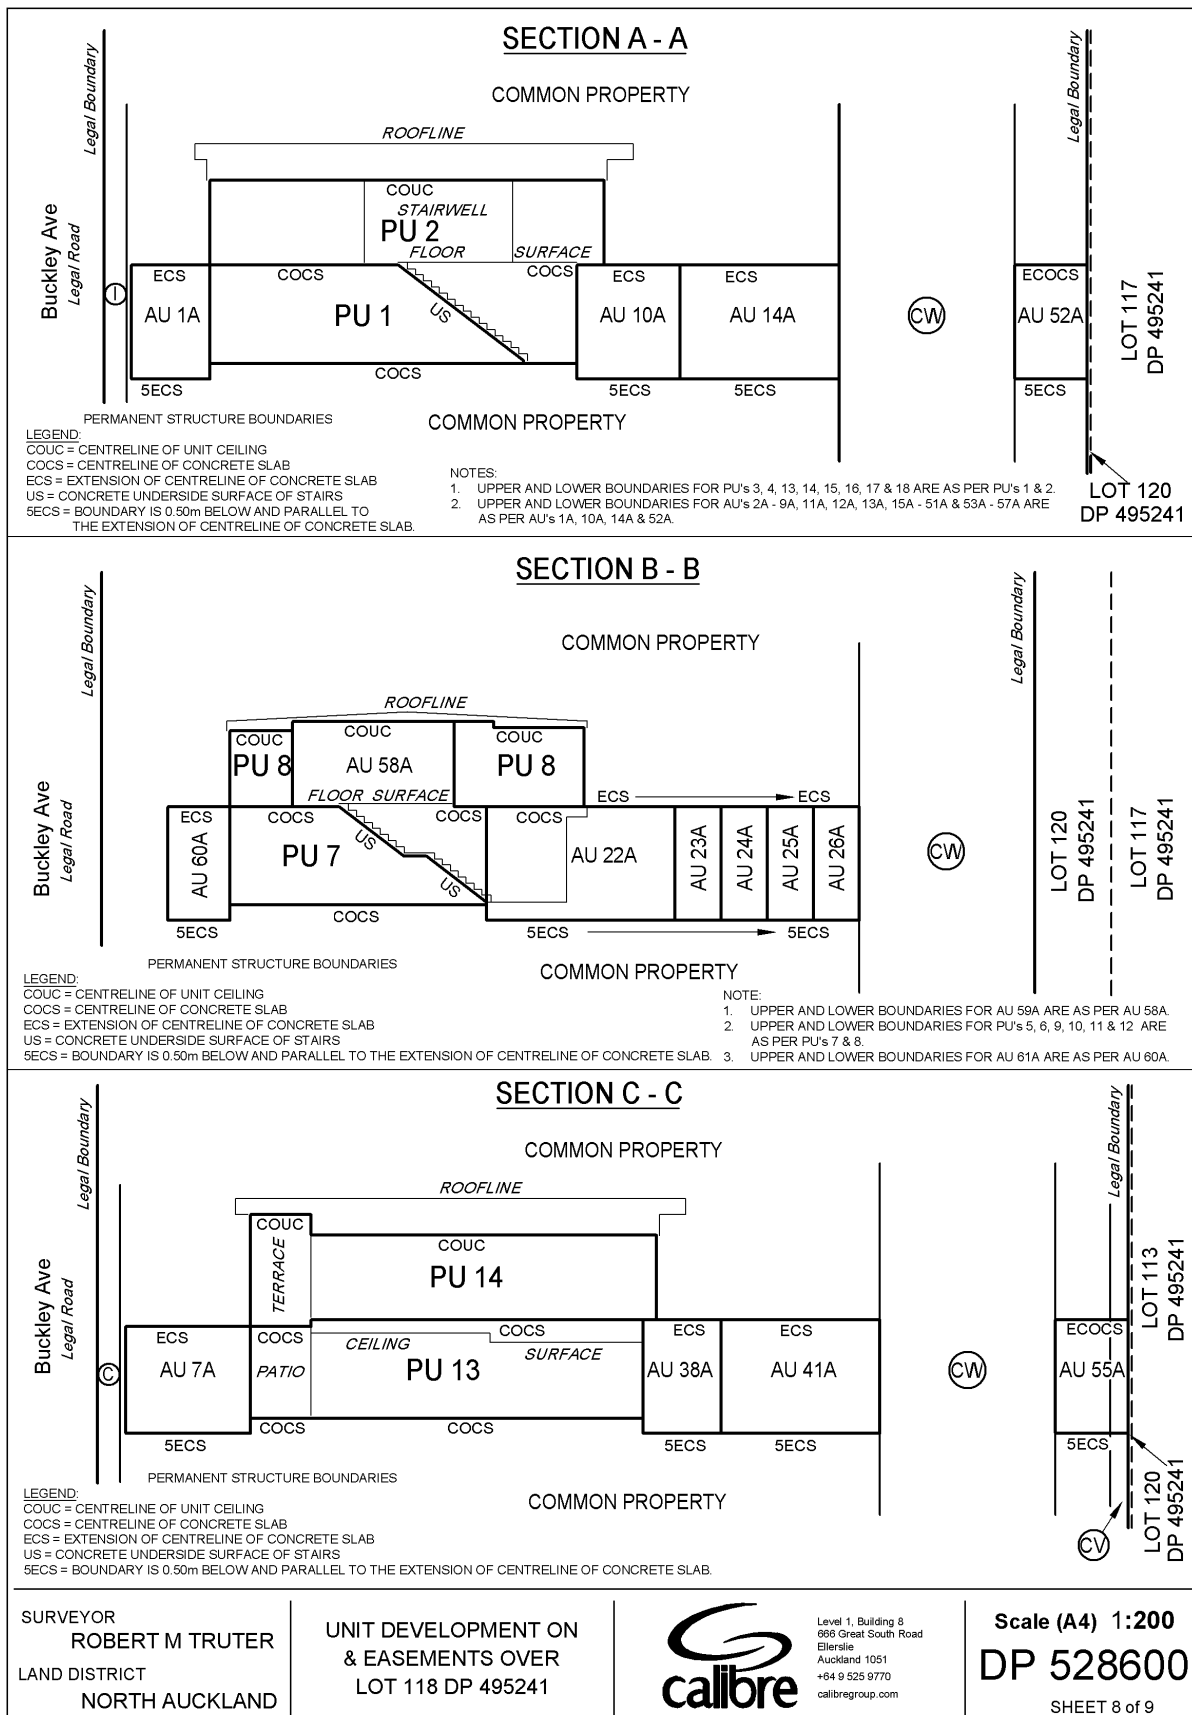 SECTION A - A
COMMON PROPERTY
Legal Boundary
Legal Boundary
ROOFLINE
COUC
STAIRWELL
PU 2
FLOOR SURFACE
Buckley Ave
Legal Road
I
ECS
AU 1A
5ECS
COCS
PU 1
US
COCS
COCS
ECS
AU 10A
5ECS
ECS
AU 14A
5ECS
CW
ECOCS
AU 52A
5ECS
LOT 117
DP 495241
LOT 120
DP 495241
COMMON PROPERTY
PERMANENT STRUCTURE BOUNDARIES
LEGEND:
COUC = CENTRELINE OF UNIT CEILING
COCS = CENTRELINE OF CONCRETE SLAB
ECS = EXTENSION OF CENTRELINE OF CONCRETE SLAB
US = CONCRETE UNDERSIDE SURFACE OF STAIRS
5ECS = BOUNDARY IS 0.50m BELOW AND PARALLEL TO
THE EXTENSION OF CENTRELINE OF CONCRETE SLAB.
NOTES:
1. UPPER AND LOWER BOUNDARIES FOR PU's 3, 4, 13, 14, 15, 16, 17 & 18 ARE AS PER PU's 1 & 2.
2. UPPER AND LOWER BOUNDARIES FOR AU's 2A - 9A, 11A, 12A, 13A, 15A - 51A & 53A - 57A ARE
AS PER AU's 1A, 10A, 14A & 52A.
SECTION B - B
COMMON PROPERTY
Legal Boundary
Legal Boundary
ROOFLINE
COUC
PU 8
COUC
AU 58A
COUC
PU 8
FLOOR SURFACE
Buckley Ave
Legal Road
ECS
AU 60A
5ECS
COCS
PU 7
US
US
COCS
COCS
COCS
AU 22A
ECS
ECS
AU 23A
AU 24A
AU 25A
AU 26A
5ECS
5ECS
CW
LOT 120
DP 495241
LOT 117
DP 495241
COMMON PROPERTY
PERMANENT STRUCTURE BOUNDARIES
LEGEND:
COUC = CENTRELINE OF UNIT CEILING
COCS = CENTRELINE OF CONCRETE SLAB
ECS = EXTENSION OF CENTRELINE OF CONCRETE SLAB
US = CONCRETE UNDERSIDE SURFACE OF STAIRS
5ECS = BOUNDARY IS 0.50m BELOW AND PARALLEL TO THE EXTENSION OF CENTRELINE OF CONCRETE SLAB.
NOTE:
1. UPPER AND LOWER BOUNDARIES FOR AU 59A ARE AS PER AU 58A.
2. UPPER AND LOWER BOUNDARIES FOR PU's 5, 6, 9, 10, 11 & 12 ARE
AS PER PU's 7 & 8.
3. UPPER AND LOWER BOUNDARIES FOR AU 61A ARE AS PER AU 60A.
SECTION C - C
COMMON PROPERTY
Legal Boundary
Legal Boundary
ROOFLINE
COUC
TERRACE
COUC
PU 14
Buckley Ave
Legal Road
C
ECS
AU 7A
5ECS
COCS
PATIO
COCS
CEILING SURFACE
COCS
PU 13
COCS
ECS
AU 38A
5ECS
ECS
AU 41A
5ECS
CW
ECOCS
AU 55A
5ECS
LOT 113
DP 495241
LOT 120
DP 495241
CV
COMMON PROPERTY
PERMANENT STRUCTURE BOUNDARIES
LEGEND:
COUC = CENTRELINE OF UNIT CEILING
COCS = CENTRELINE OF CONCRETE SLAB
ECS = EXTENSION OF CENTRELINE OF CONCRETE SLAB
US = CONCRETE UNDERSIDE SURFACE OF STAIRS
5ECS = BOUNDARY IS 0.50m BELOW AND PARALLEL TO THE EXTENSION OF CENTRELINE OF CONCRETE SLAB.
SURVEYOR
ROBERT M TRUTER
LAND DISTRICT
NORTH AUCKLAND
UNIT DEVELOPMENT ON
& EASEMENTS OVER
LOT 118 DP 495241
calibre
Level 1, Building 8
666 Great South Road
Ellerslie
Auckland 1051
+64 9 525 9770
calibregroup.com
Scale (A4) 1:200
DP 528600
SHEET 8 of 9